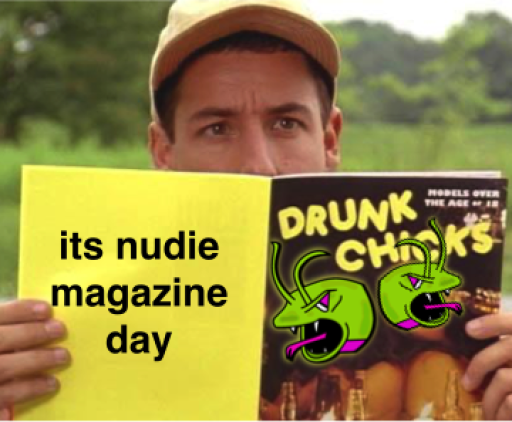 its nudie
magazine
day
MODELS OVER
THE AGE OF 18
DRUNK
CHICKS